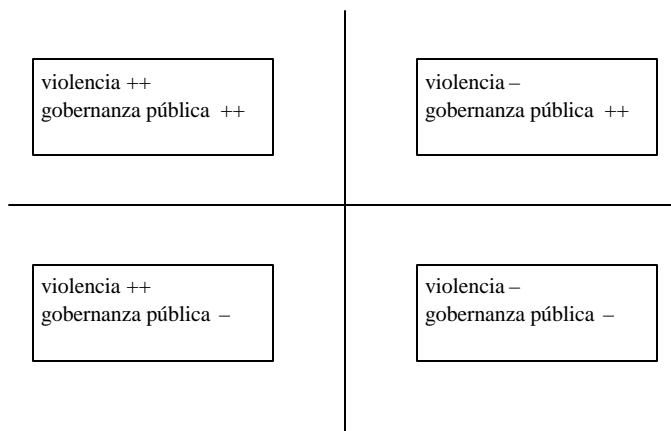 violencia ++
gobernanza pública ++
violencia –
gobernanza pública ++
violencia ++
gobernanza pública –
violencia –
gobernanza pública –